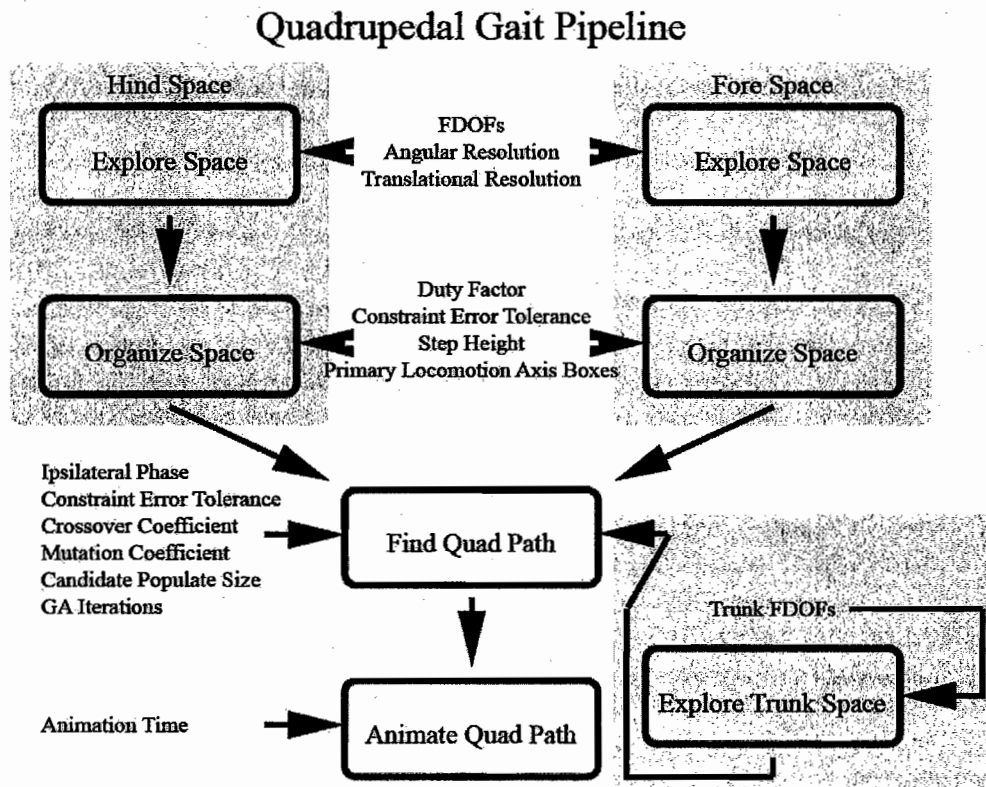 Quadrupedal Gait Pipeline
Hind Space
Fore Space
Explore Space
FDOFs
Angular Resolution
Translational Resolution
Explore Space
Organize Space
Duty Factor
Constraint Error Tolerance
Step Height
Primary Locomotion Axis Boxes
Organize Space
Ipsilateral Phase
Constraint Error Tolerance
Crossover Coefficient
Mutation Coefficient
Candidate Populate Size
GA Iterations
Find Quad Path
Trunk FDOFs
Explore Trunk Space
Animation Time
Animate Quad Path